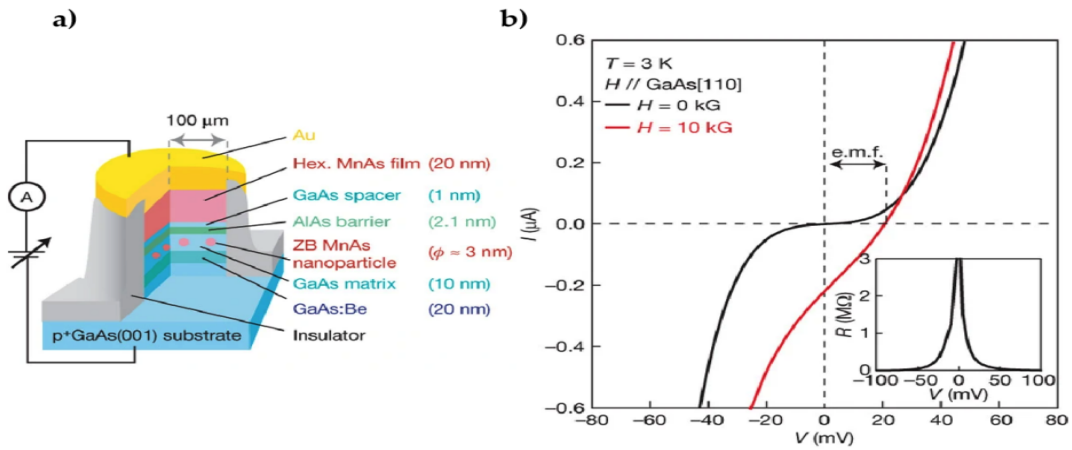 a)
100 μm
Au
Hex. MnAs film (20 nm)
GaAs spacer (1 nm)
AlAs barrier (2.1 nm)
ZB MnAs
nanoparticle (ϕ ≈ 3 nm)
GaAs matrix (10 nm)
GaAs:Be (20 nm)
Insulator
A
p⁺GaAs(001) substrate
b)
0.6
0.4
0.2
0.0
−0.2
−0.4
−0.6
I (μA)
T = 3 K
H // GaAs[110]
H = 0 kG
H = 10 kG
e.m.f.
3
2
1
0
R (MΩ)
−100 −50 0 50 100
V (mV)
−80 −60 −40 −20 0 20 40 60 80
V (mV)